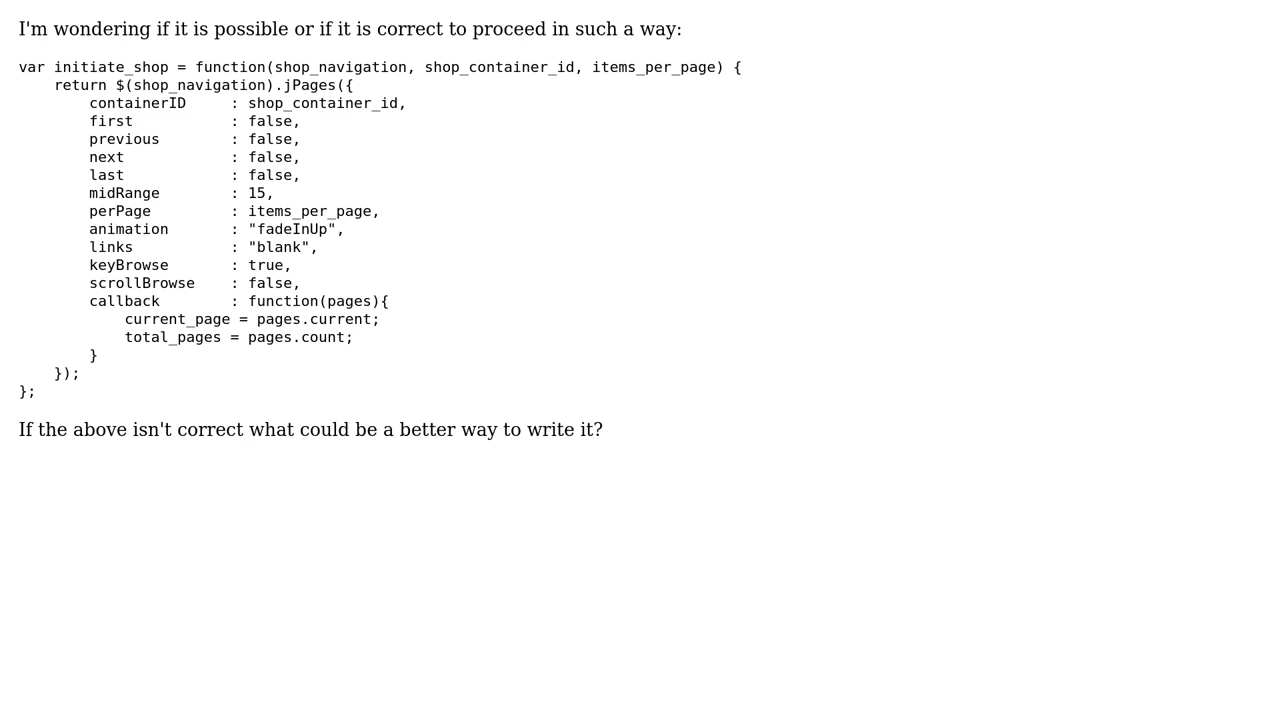 I'm wondering if it is possible or if it is correct to proceed in such a way:
var initiate_shop = function(shop_navigation, shop_container_id, items_per_page) {
    return $(shop_navigation).jPages({
        containerID     : shop_container_id,
        first           : false,
        previous        : false,
        next            : false,
        last            : false,
        midRange        : 15,
        perPage         : items_per_page,
        animation       : "fadeInUp",
        links           : "blank",
        keyBrowse       : true,
        scrollBrowse    : false,
        callback        : function(pages){
            current_page = pages.current;
            total_pages = pages.count;
        }
    });
};
If the above isn't correct what could be a better way to write it?